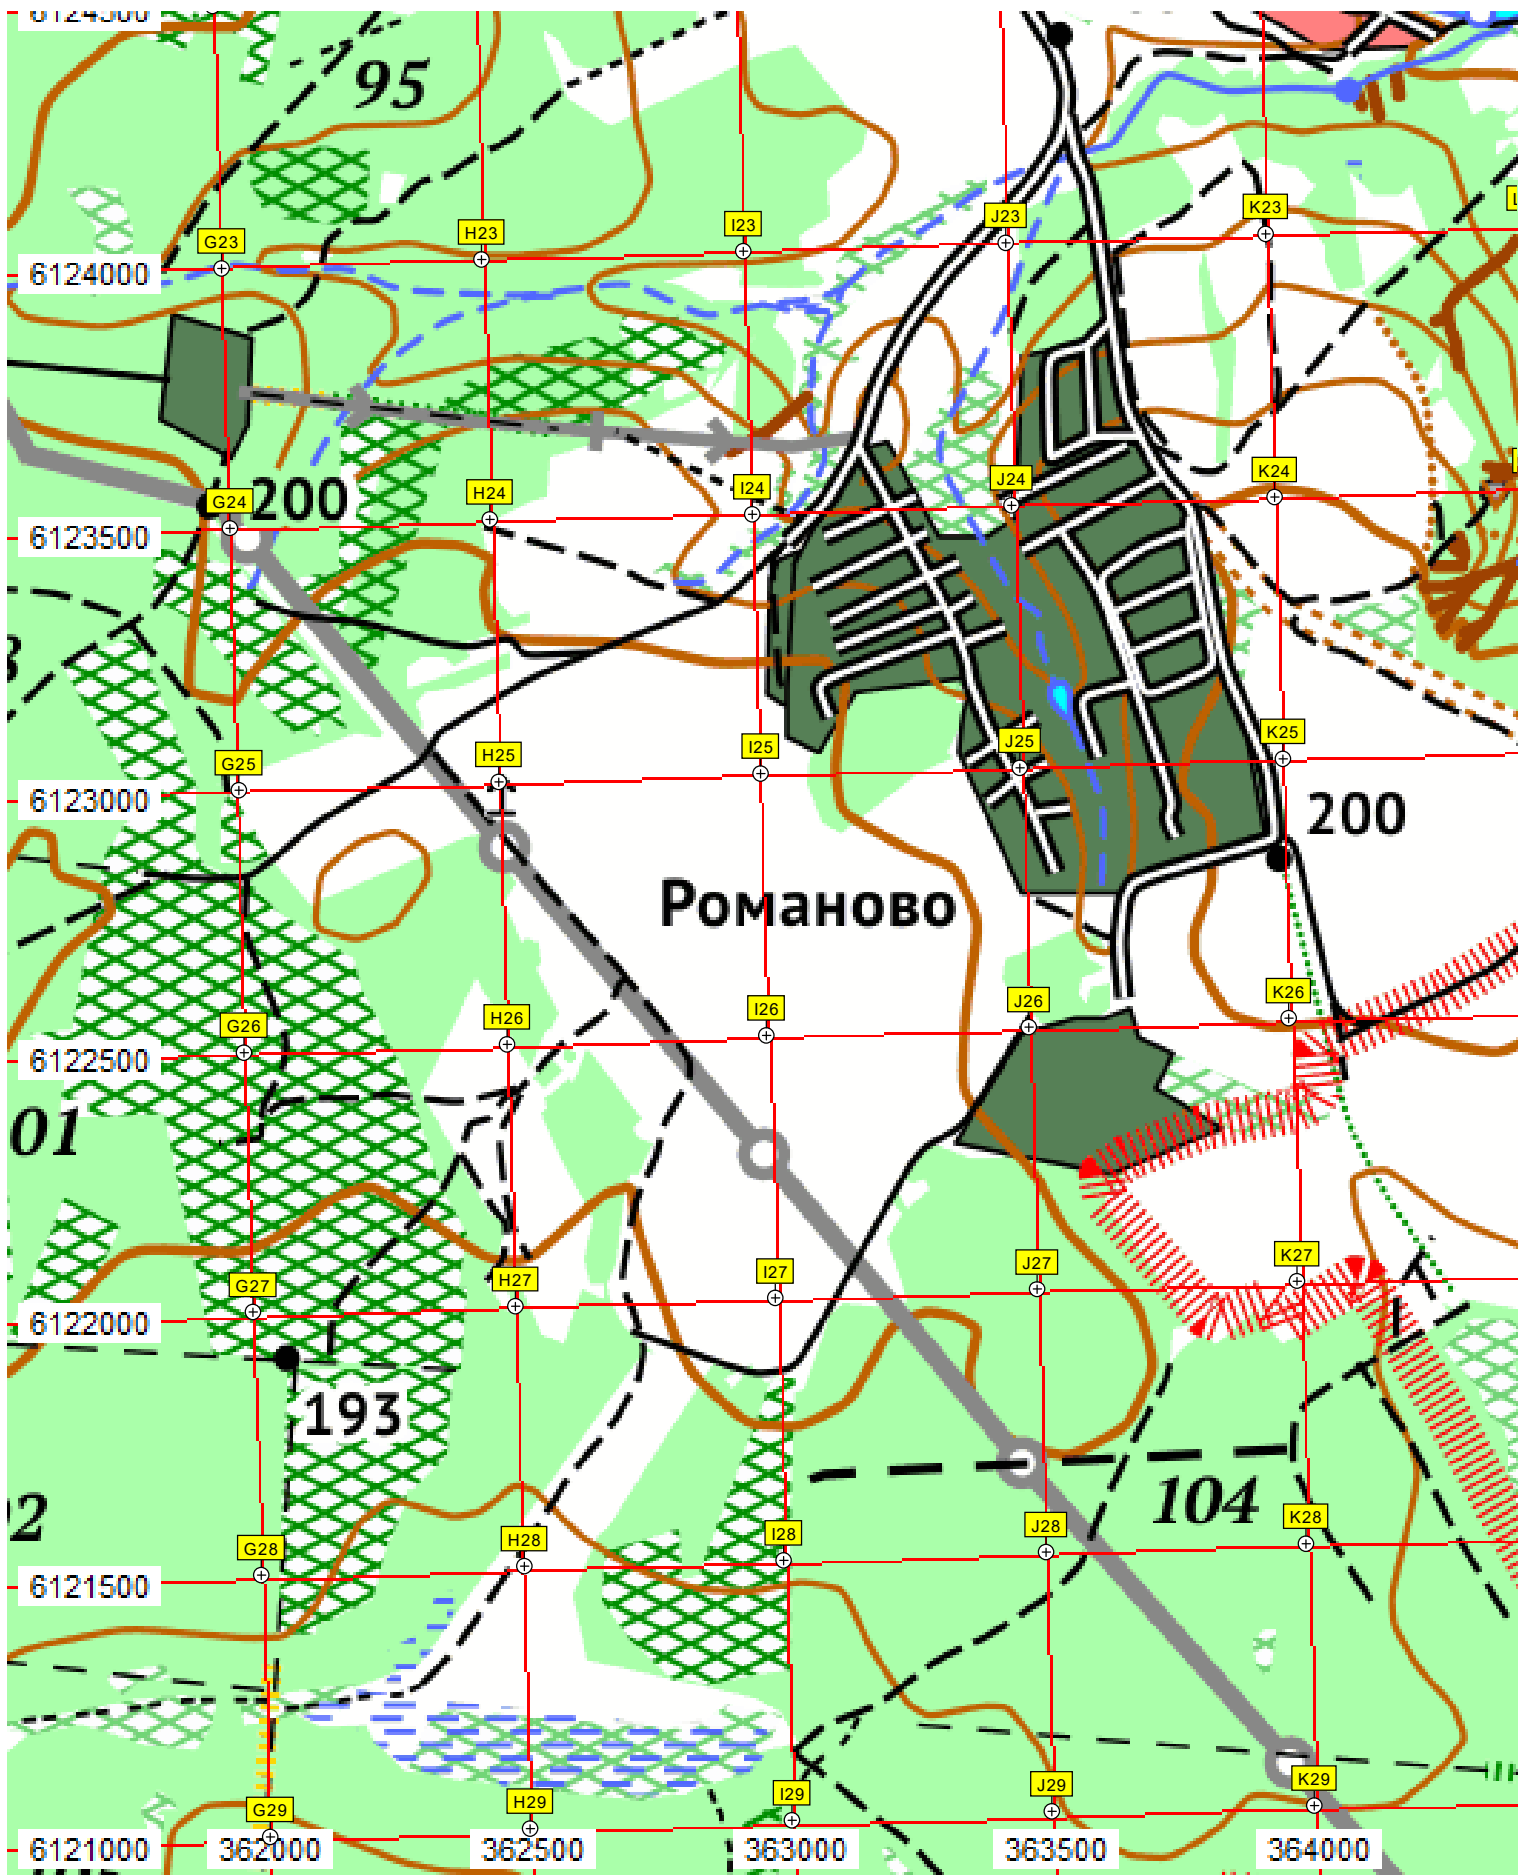 95
G23 H23 I23 J23 K23
6124000
G24 H24 I24 J24 K24
200
6123500
G25 H25 I25 J25 K25
6123000
200
Романово
G26 H26 I26 J26 K26
6122500
01
G27 H27 I27 J27 K27
6122000
193
104
G28 H28 I28 J28 K28
6121500
G29 H29 I29 J29 K29
6121000 362000 362500 363000 363500 364000